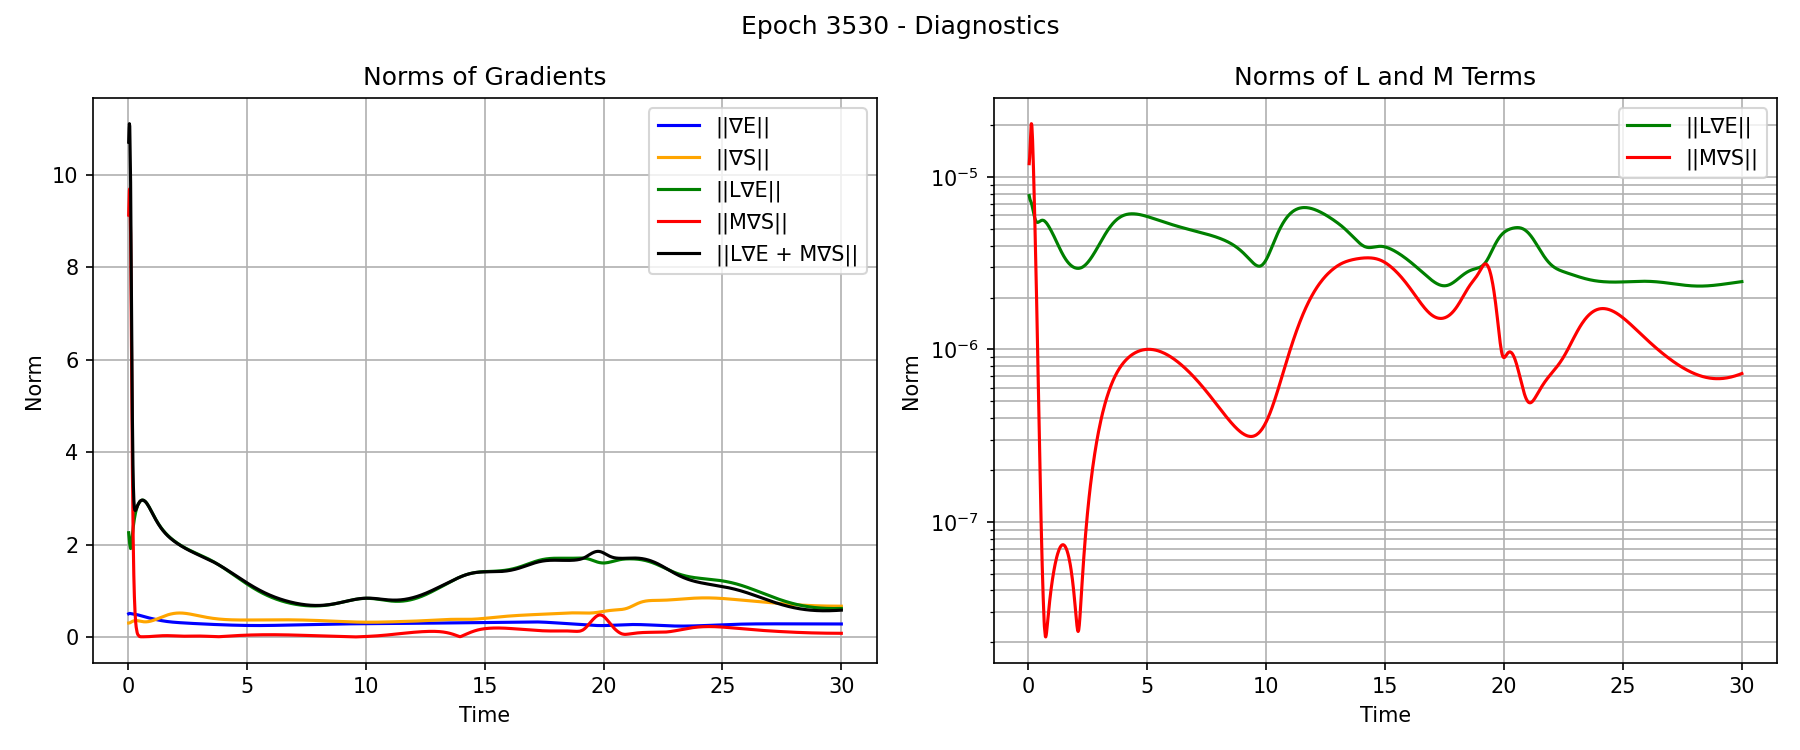 Epoch 3530 - Diagnostics
Norms of Gradients
Norm
10
8
6
4
2
0
||∇E||
||∇S||
||L∇E||
||M∇S||
||L∇E + M∇S||
0 5 10 15 20 25 30
Time
Norms of L and M Terms
Norm
10⁻⁵
10⁻⁶
10⁻⁷
||L∇E||
||M∇S||
0 5 10 15 20 25 30
Time